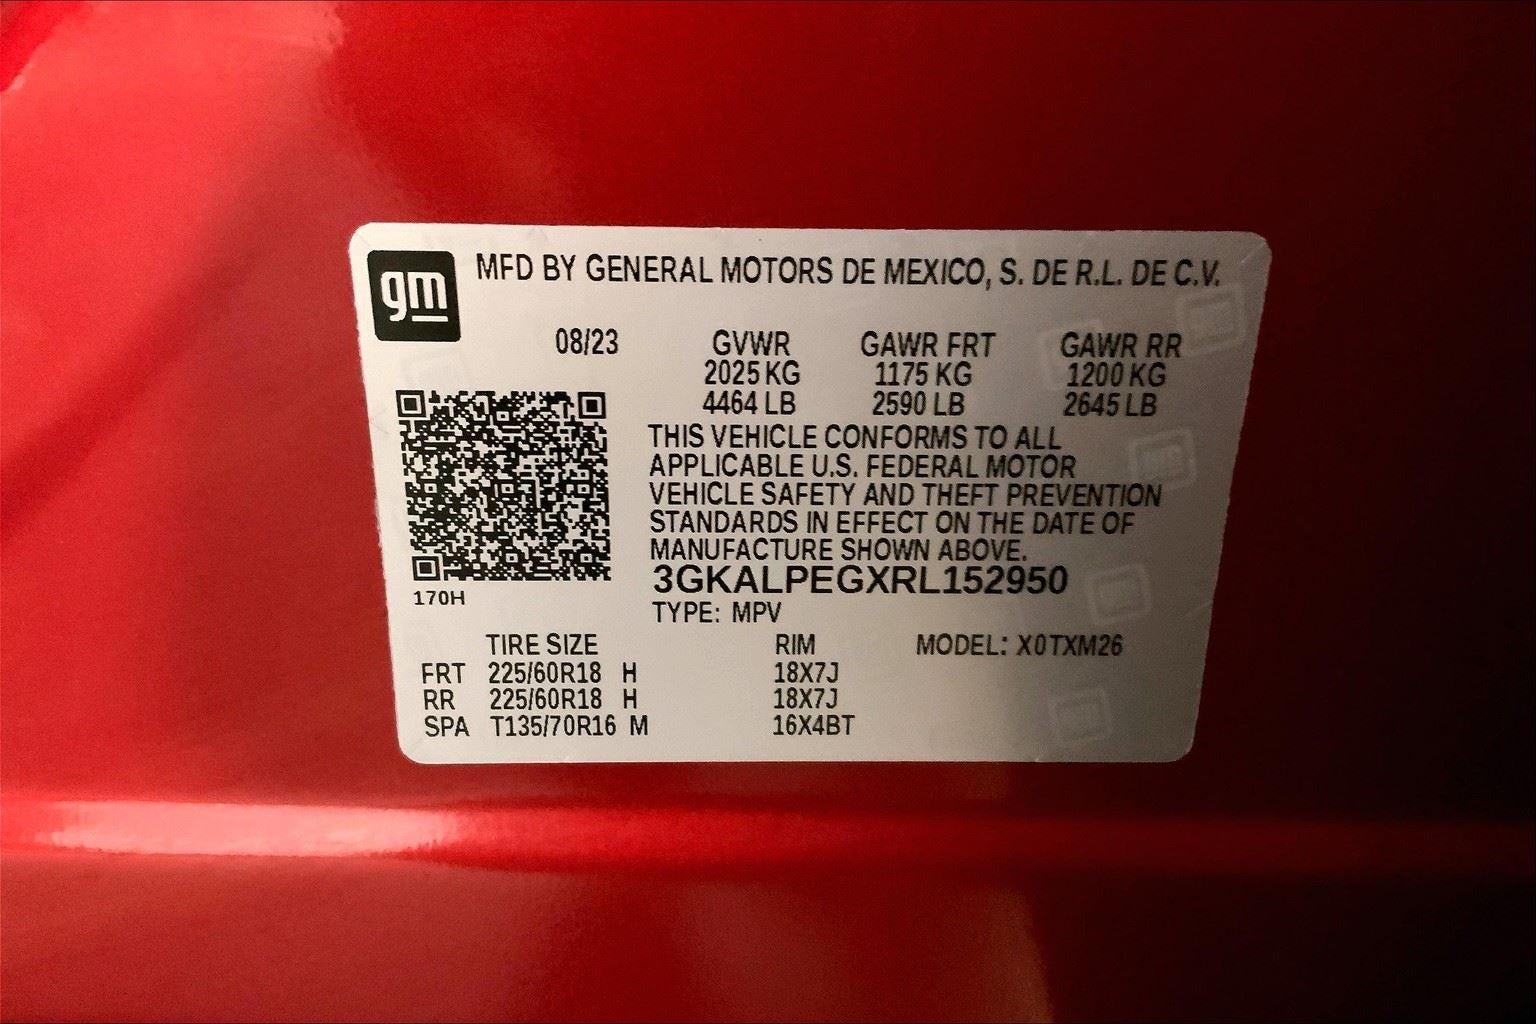 gm
MFD BY GENERAL MOTORS DE MEXICO, S. DE R.L. DE C.V.
08/23 GVWR GAWR FRT GAWR RR
2025 KG 1175 KG 1200 KG
4464 LB 2590 LB 2645 LB
THIS VEHICLE CONFORMS TO ALL
APPLICABLE U.S. FEDERAL MOTOR
VEHICLE SAFETY AND THEFT PREVENTION
STANDARDS IN EFFECT ON THE DATE OF
MANUFACTURE SHOWN ABOVE.
3GKALPEGXRL152950
170H
TYPE: MPV
TIRE SIZE RIM MODEL: X0TXM26
FRT 225/60R18 H 18X7J
RR 225/60R18 H 18X7J
SPA T135/70R16 M 16X4BT